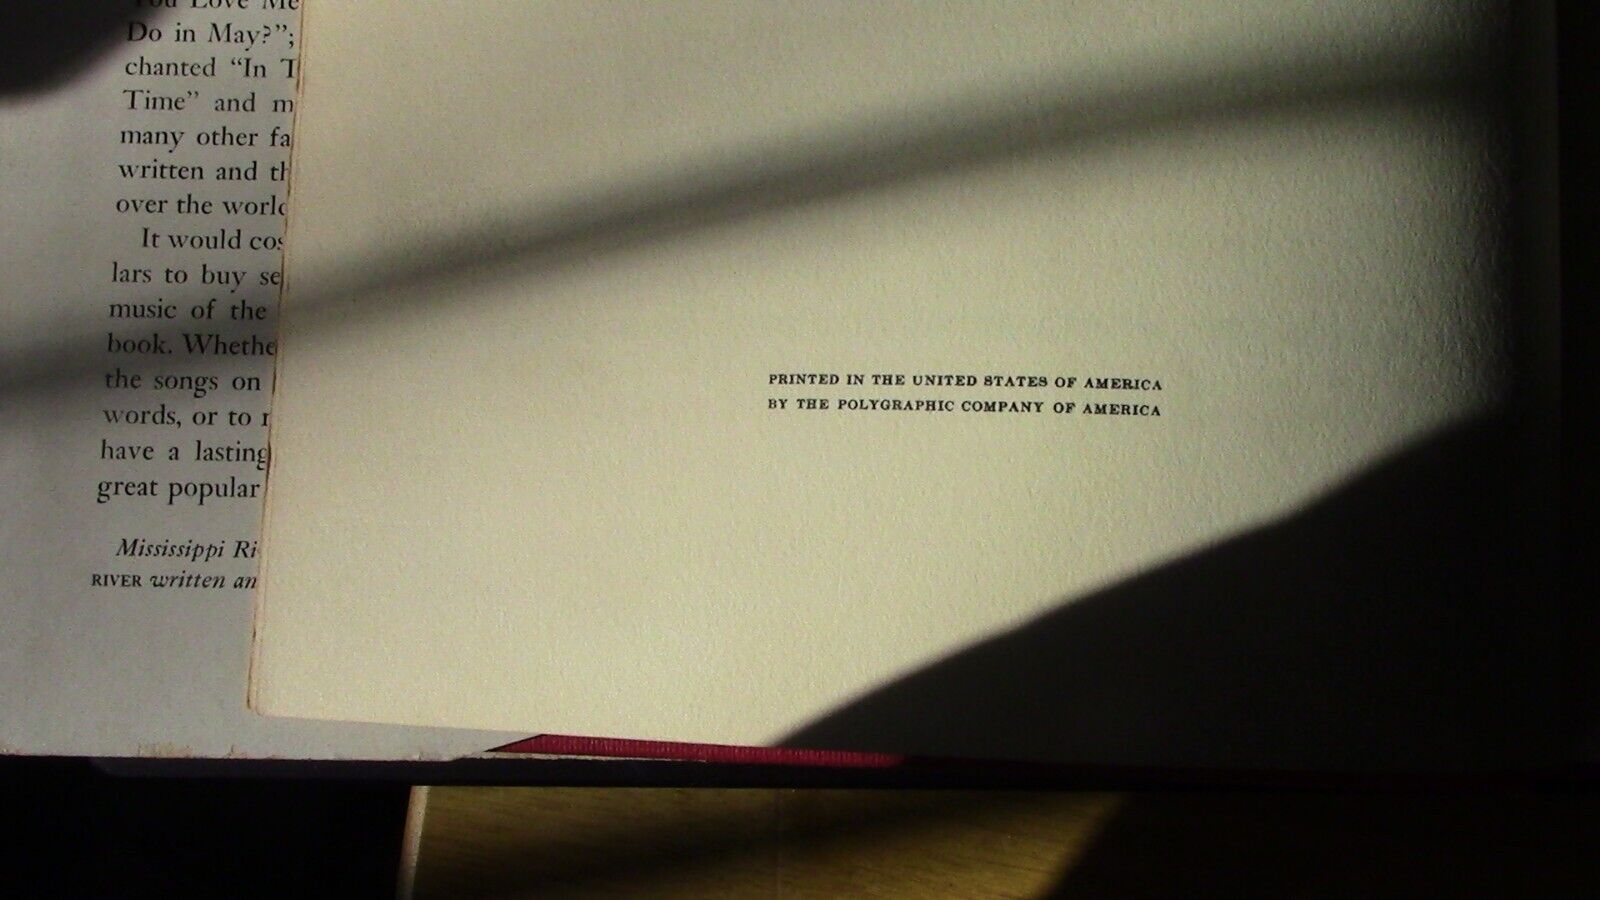 You Love Me
Do in May?”;
chanted “In T
Time” and m
many other fa
written and th
over the world
It would cos
lars to buy se
music of the
book. Whethe
the songs on
words, or to r
have a lasting
great popular
Mississippi Ri
RIVER written an
PRINTED IN THE UNITED STATES OF AMERICA
BY THE POLYGRAPHIC COMPANY OF AMERICA